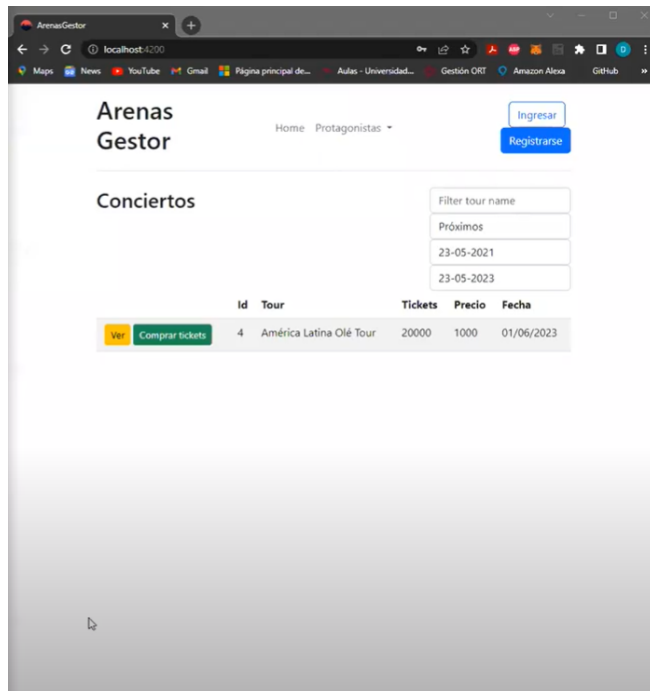 ArenasGestor
localhost:4200
Maps News YouTube Gmail Página principal de... Aulas - Universidad... Gestión ORT Amazon Alexa GitHub »
Arenas
Gestor
Home Protagonistas
Ingresar
Registrarse
Conciertos
Filter tour name
Próximos
23-05-2021
23-05-2023
Id Tour Tickets Precio Fecha
Ver Comprar tickets 4 América Latina Olé Tour 20000 1000 01/06/2023